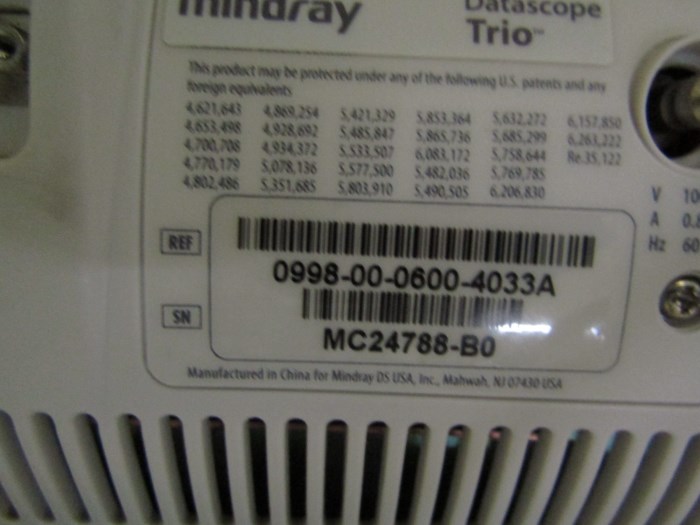 mindray
Datascope
Trio™
This product may be protected under any of the following U.S. patents and any
foreign equivalents
4,621,643 4,869,254 5,421,329 5,853,364 5,632,272 6,157,850
4,653,498 4,928,692 5,485,847 5,865,736 5,685,299 6,263,222
4,700,708 4,934,372 5,533,507 6,083,172 5,758,644 Re.35,122
4,770,179 5,078,136 5,577,500 5,482,036 5,769,785
4,802,486 5,351,685 5,803,910 5,490,505 6,206,830
REF
0998-00-0600-4033A
SN
MC24788-B0
Manufactured in China for Mindray DS USA, Inc., Mahwah, NJ 07430 USA
V
A
Hz 60